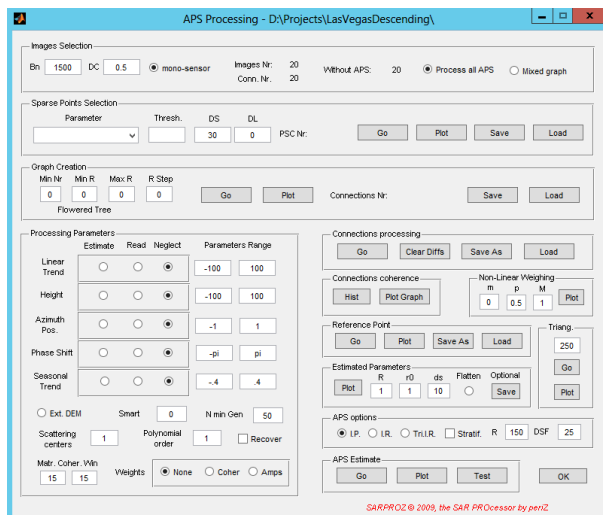 APS Processing - D:\Projects\LasVegasDescending\
Images Selection
Bn 1500 DC 0.5 mono-sensor Images Nr: 20 Without APS: 20 Process all APS Mixed graph
Conn. Nr. 20
Sparse Points Selection
Parameter Thresh. DS DL
30 0 PSC Nr: Go Plot Save Load
Graph Creation
Min Nr Min R Max R R Step
0 0 0 0 Go Plot Connections Nr: Save Load
Flowered Tree
Processing Parameters
Estimate Read Neglect Parameters Range
Linear Trend -100 100
Height -100 100
Azimuth Pos. -1 1
Phase Shift -pi pi
Seasonal Trend -.4 .4
Ext. DEM Smart 0 N min Gen 50
Scattering centers 1 Polynomial order 1 Recover
Matr. Coher. Win
15 15 Weights None Coher Amps
Connections processing
Go Clear Diffs Save As Load
Connections coherence
Hist Plot Graph
Non-Linear Weighing
m p M
0 0.5 1 Plot
Reference Point
Go Plot Save As Load
Triang.
250
Go
Plot
Estimated Parameters
R r0 ds Flatten Optional
Plot 1 1 10 Save
APS options
I.P. I.R. Tri.I.R. Stratif. R 150 DSF 25
APS Estimate
Go Plot Test OK
SARPROZ © 2009, the SAR PROcessor by periZ